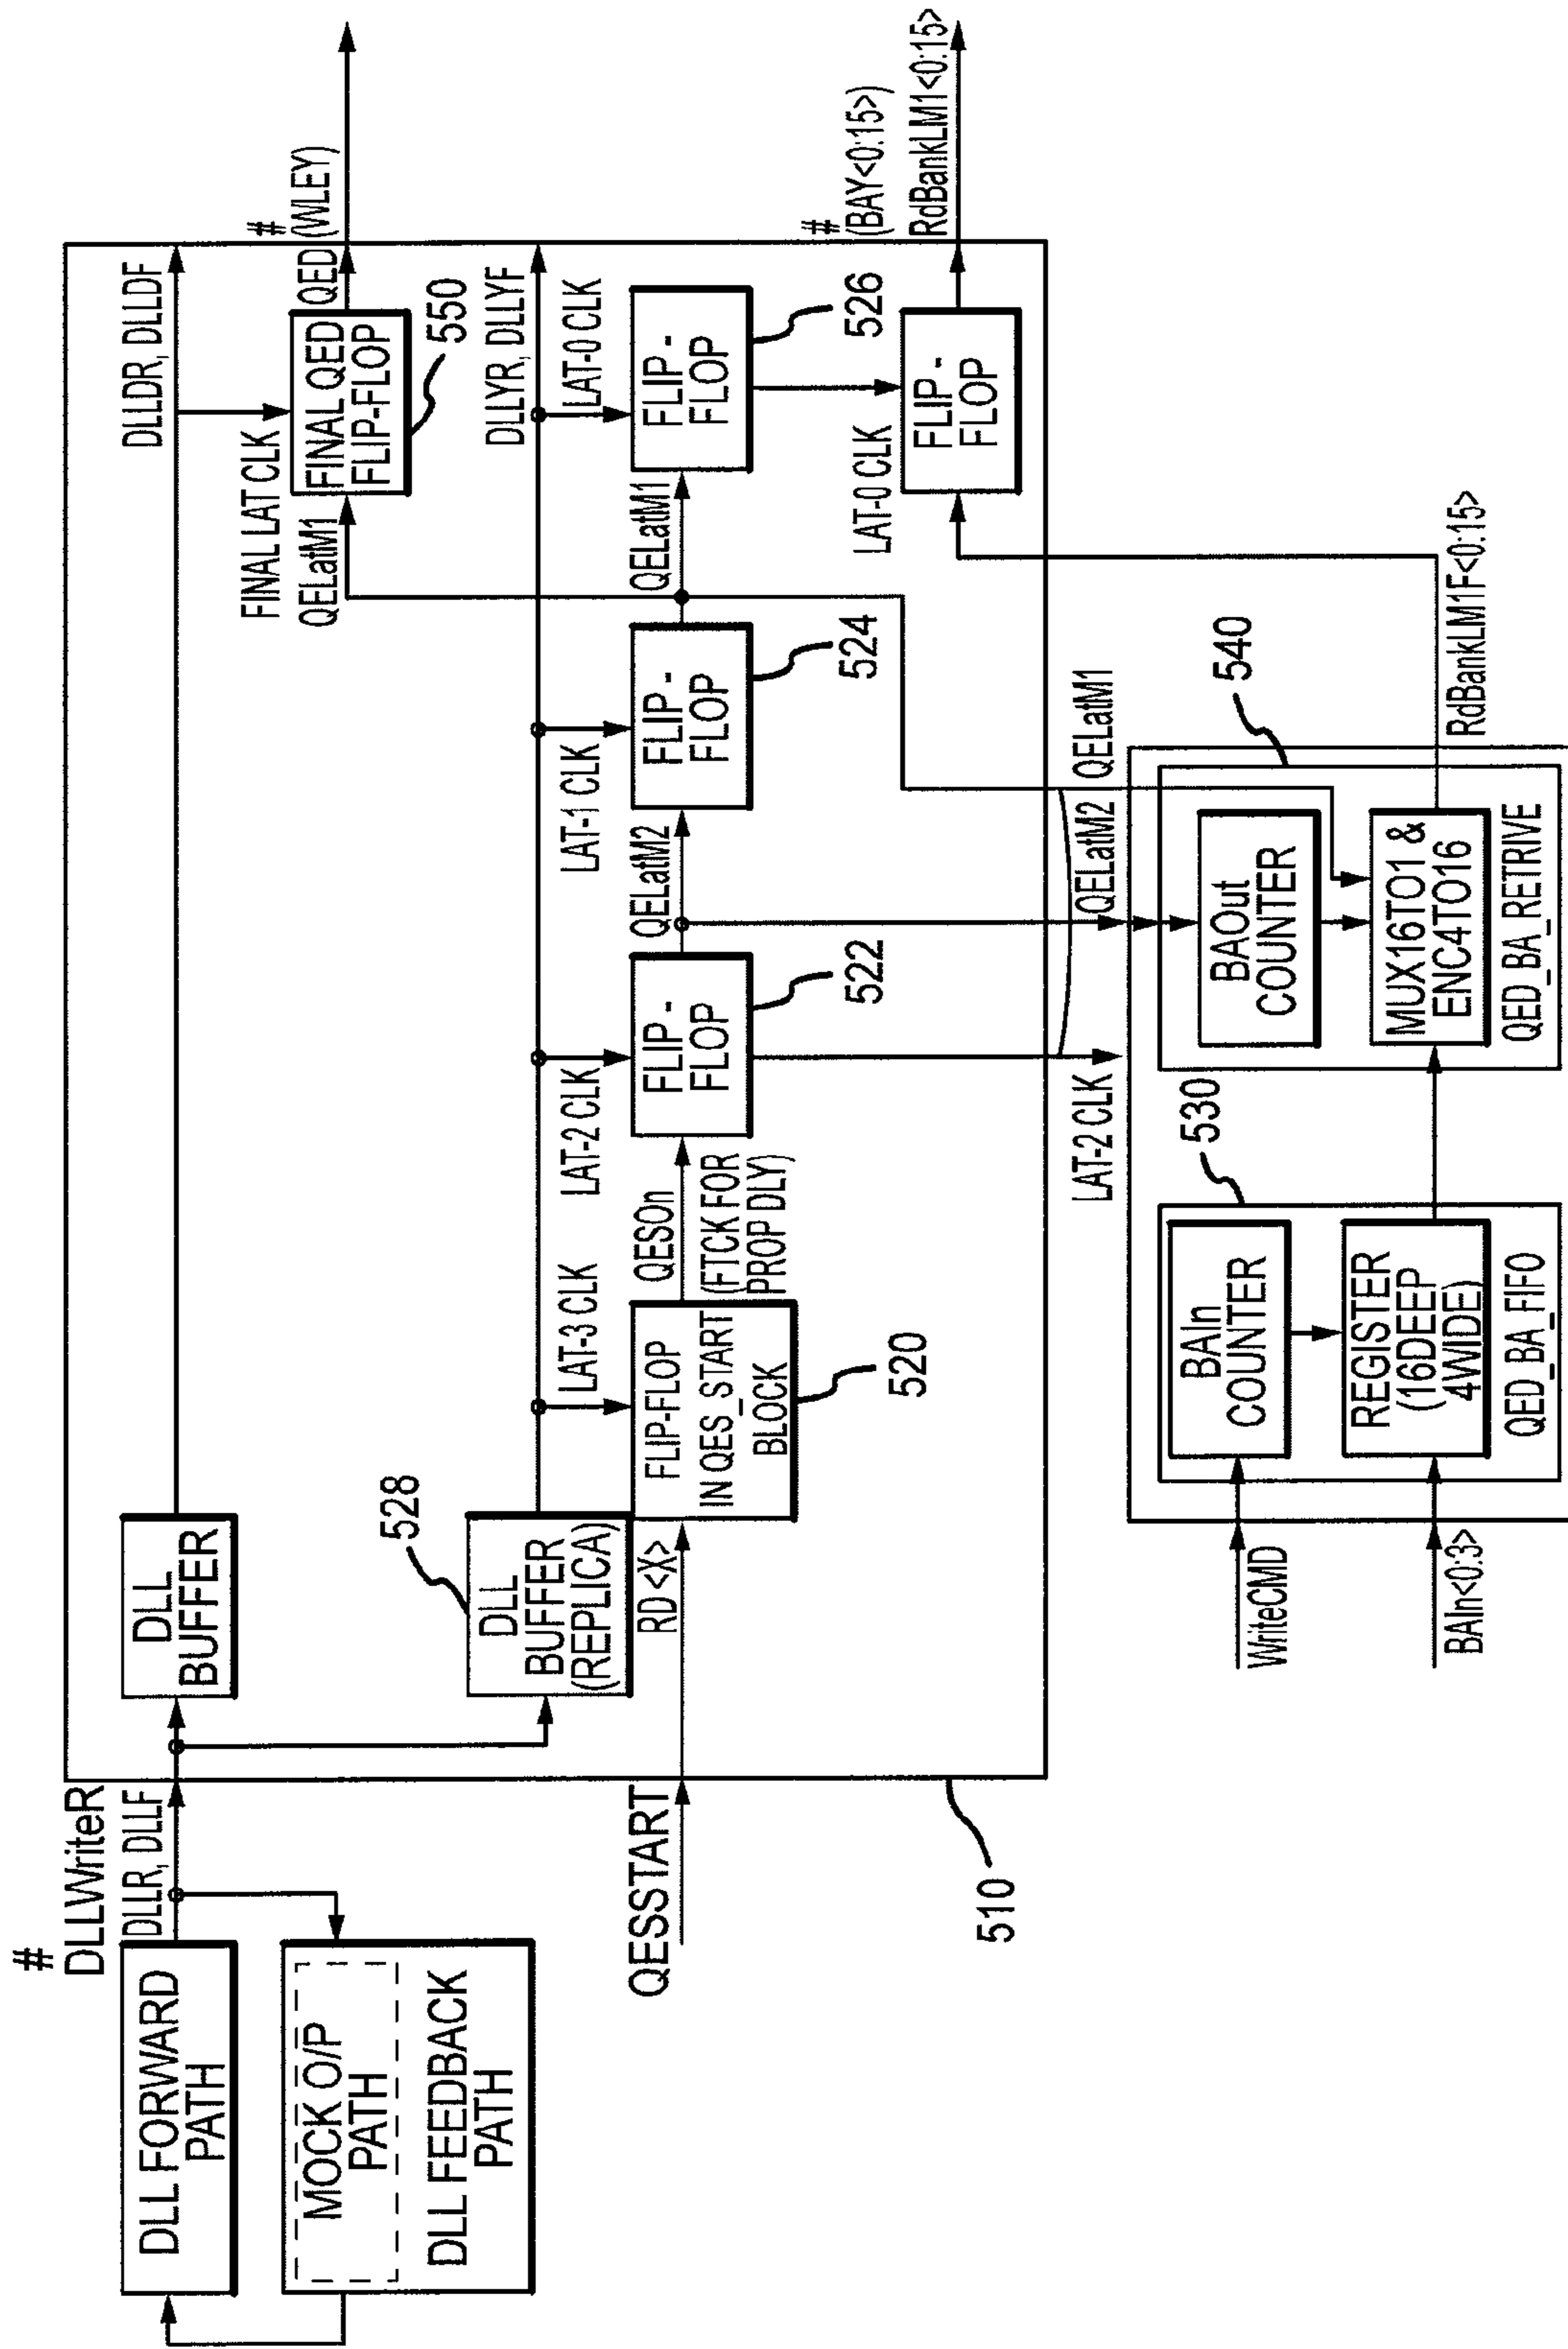 #
DLLWriteR
DLLR, DLLF
DLL FORWARD
PATH
MOCK O/P
PATH
DLL FEEDBACK
PATH
QESSTART
510
DLL
BUFFER
528
DLL
BUFFER
(REPLICA)
RD <X>
DLLDR, DLLDF
FINAL LAT CLK
QELatM1
FINAL QED
FLIP-FLOP
550
QED
#
(WLEY)
DLLYR, DLLYF
LAT-3 CLK
FLIP-FLOP
IN QES_START
BLOCK
520
QESOn
(FTCK FOR
PROP DLY)
LAT-2 CLK
FLIP -
FLOP
522
QELatM2
LAT-1 CLK
FLIP -
FLOP
524
QELatM1
LAT-0 CLK
FLIP -
FLOP
526
LAT-0 CLK
FLIP -
FLOP
#
(BAY<0:15>)
RdBankLM1<0:15>
LAT-2 CLK
QELatM2
QELatM1
WriteCMD
BAIn<0:3>
530
BAIn
COUNTER
REGISTER
(16DEEP
4WIDE)
QED_BA_FIFO
540
BAOut
COUNTER
MUX16TO1 &
ENC4TO16
QED_BA_RETRIVE
RdBankLM1F<0:15>